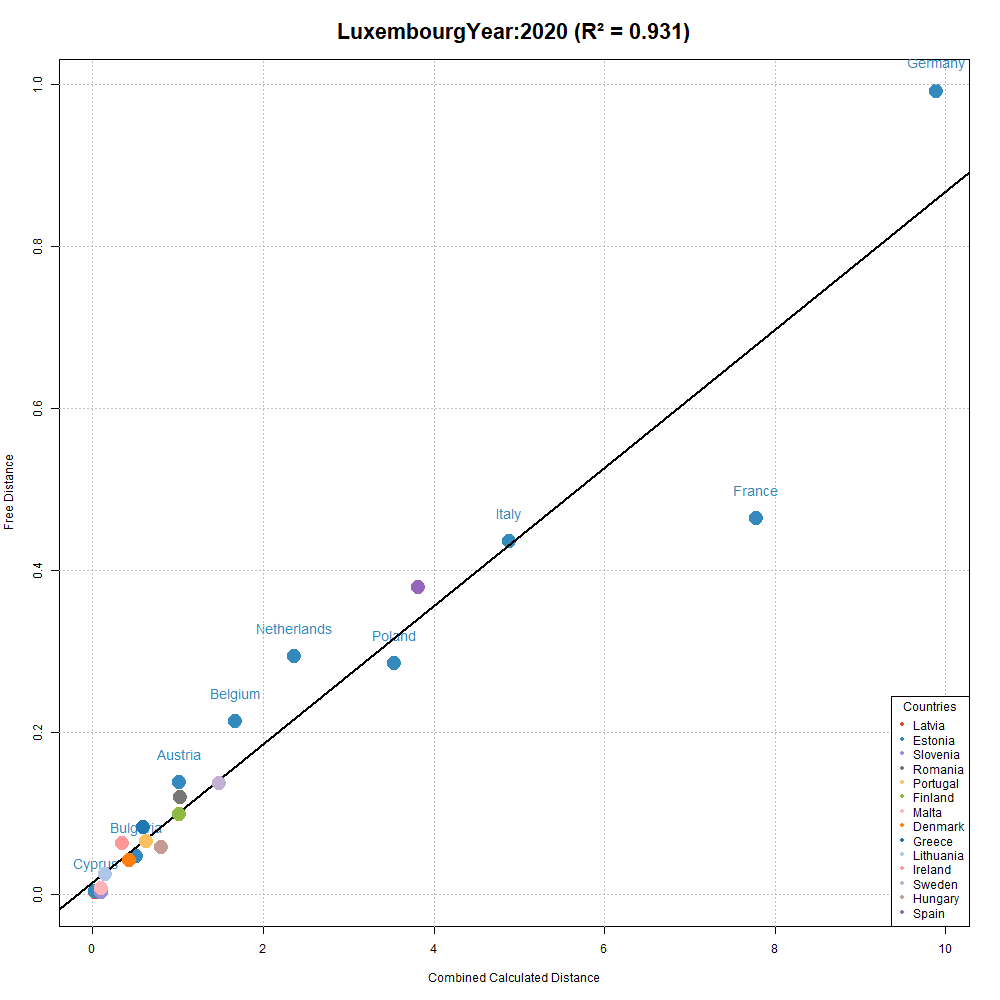 LuxembourgYear:2020 (R² = 0.931)
Germany
1.0
0.8
0.6
France
Italy
0.4
Netherlands
Poland
Belgium
0.2
Austria
Bulgaria
Cyprus
0.0
Free Distance
Countries
Latvia
Estonia
Slovenia
Romania
Portugal
Finland
Malta
Denmark
Greece
Lithuania
Ireland
Sweden
Hungary
Spain
0 2 4 6 8 10
Combined Calculated Distance